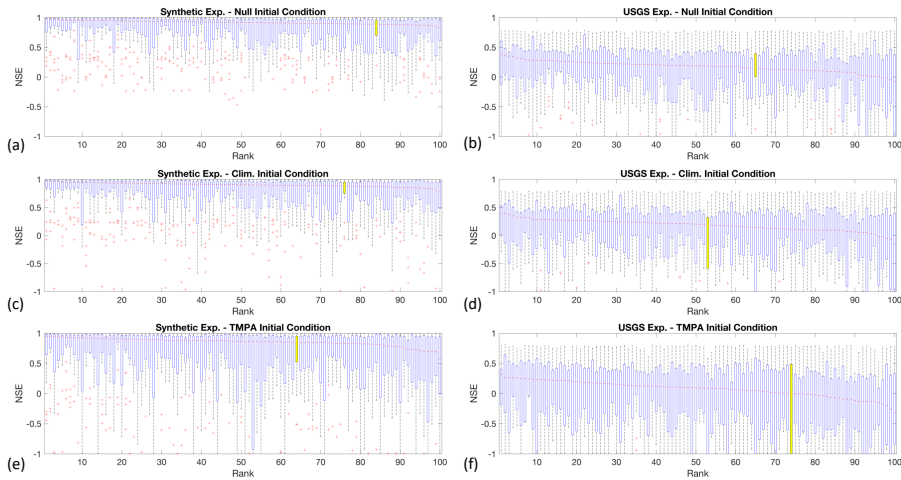 Synthetic Exp. - Null Initial Condition
1
0.5
0
-0.5
-1
NSE
10 20 30 40 50 60 70 80 90 100
Rank
(a)
USGS Exp. - Null Initial Condition
1
0.5
0
-0.5
-1
NSE
10 20 30 40 50 60 70 80 90 100
Rank
(b)
Synthetic Exp. - Clim. Initial Condition
1
0.5
0
-0.5
-1
NSE
10 20 30 40 50 60 70 80 90 100
Rank
(c)
USGS Exp. - Clim. Initial Condition
1
0.5
0
-0.5
-1
NSE
10 20 30 40 50 60 70 80 90 100
Rank
(d)
Synthetic Exp. - TMPA Initial Condition
1
0.5
0
-0.5
-1
NSE
10 20 30 40 50 60 70 80 90 100
Rank
(e)
USGS Exp. - TMPA Initial Condition
1
0.5
0
-0.5
-1
NSE
10 20 30 40 50 60 70 80 90 100
Rank
(f)